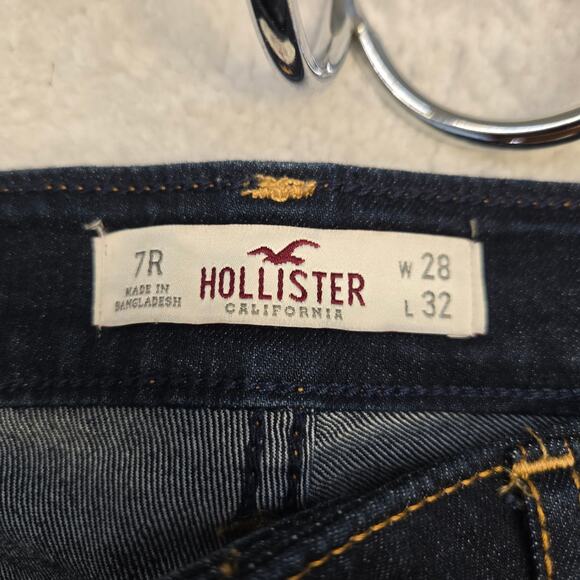 7R
MADE IN
BANGLADESH
HOLLISTER
CALIFORNIA
W 28
L 32